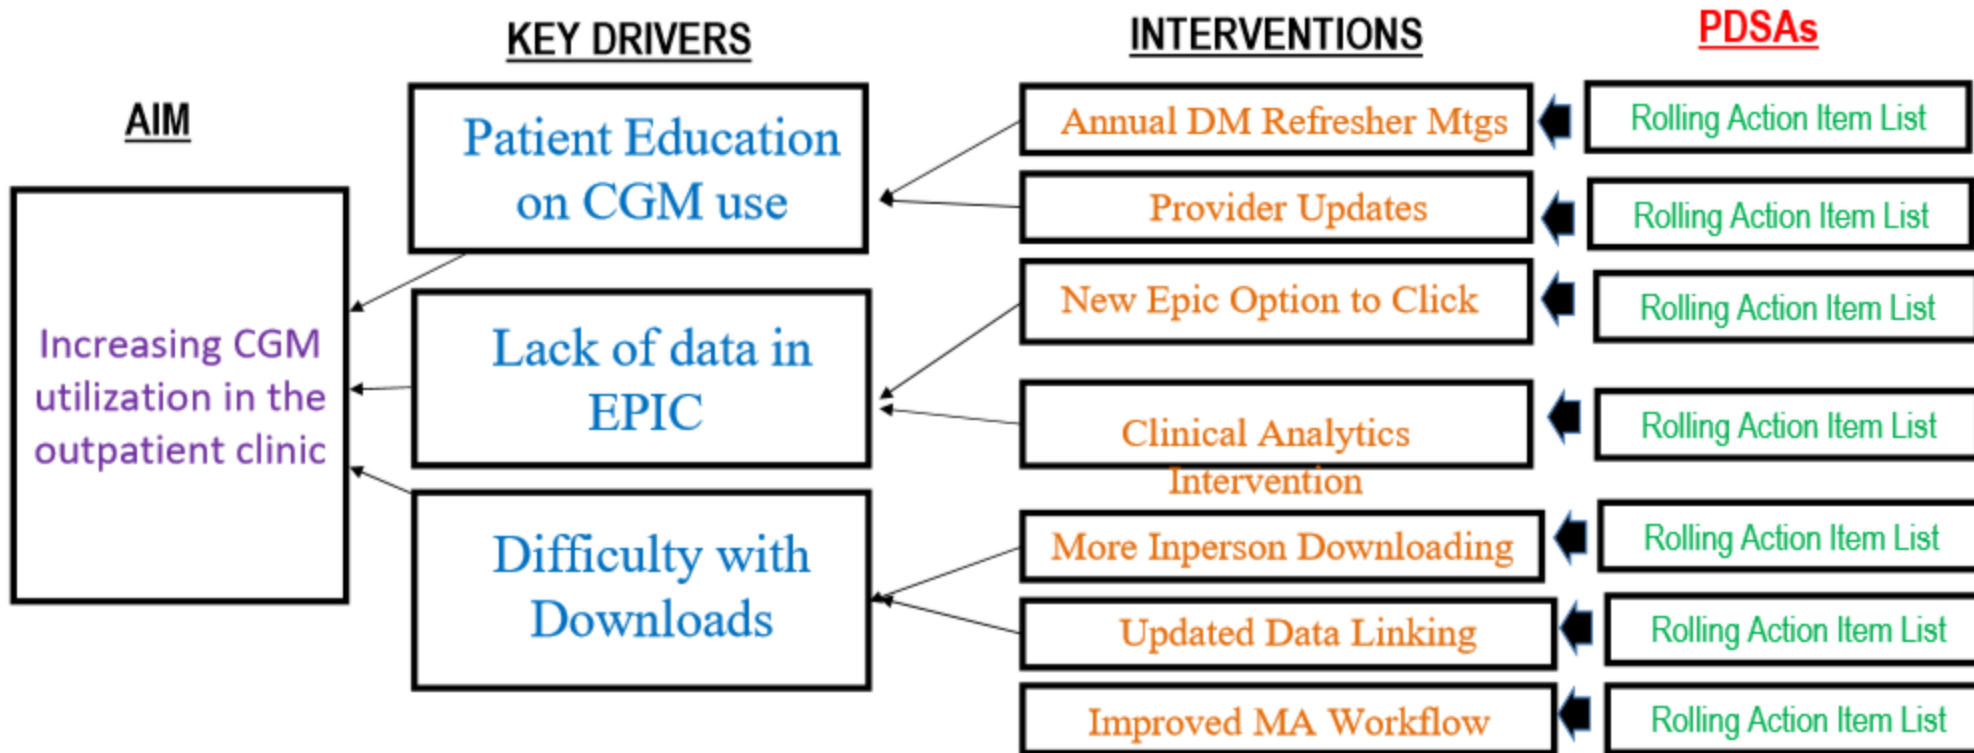 KEY DRIVERS
INTERVENTIONS
PDSAs
AIM
Patient Education
on CGM use
Lack of data in
EPIC
Difficulty with
Downloads
Increasing CGM
utilization in the
outpatient clinic
Annual DM Refresher Mtgs
Rolling Action Item List
Provider Updates
Rolling Action Item List
New Epic Option to Click
Rolling Action Item List
Clinical Analytics
Intervention
Rolling Action Item List
More Inperson Downloading
Rolling Action Item List
Updated Data Linking
Rolling Action Item List
Improved MA Workflow
Rolling Action Item List